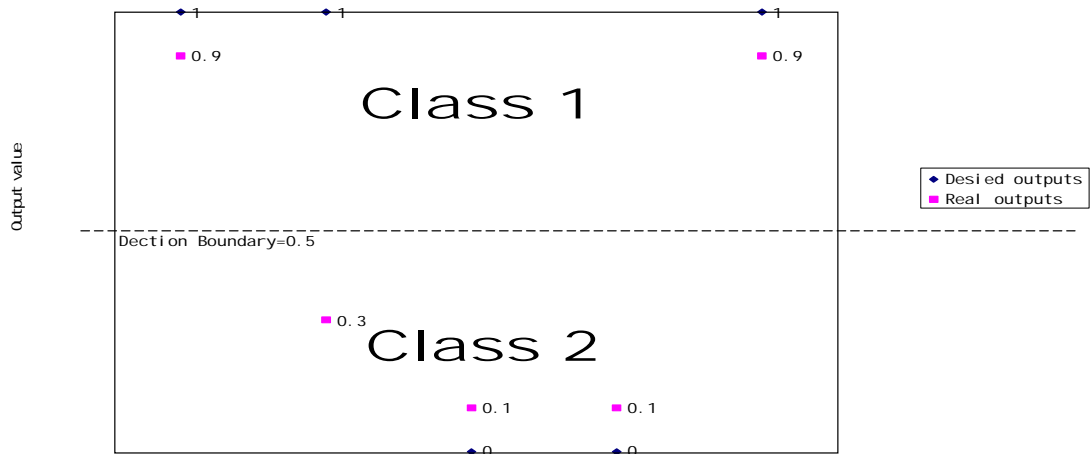 1 1 1
0.9 0.9
Class 1
Output value
Desied outputs
Real outputs
Dection Boundary=0.5
0.3
Class 2
0.1 0.1
0 0